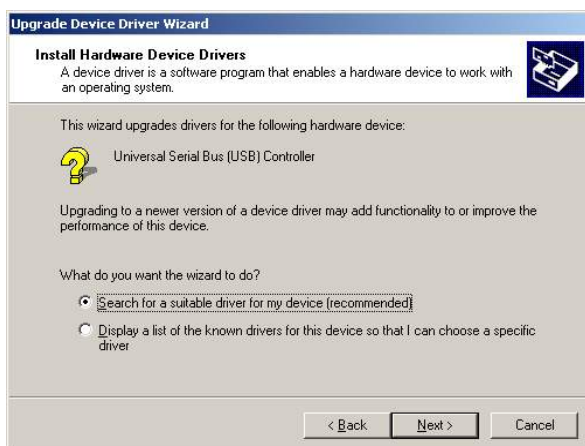 Upgrade Device Driver Wizard
Install Hardware Device Drivers
A device driver is a software program that enables a hardware device to work with
an operating system.
This wizard upgrades drivers for the following hardware device:
Universal Serial Bus (USB) Controller
Upgrading to a newer version of a device driver may add functionality to or improve the
performance of this device.
What do you want the wizard to do?
Search for a suitable driver for my device (recommended)
Display a list of the known drivers for this device so that I can choose a specific
driver
< Back Next > Cancel